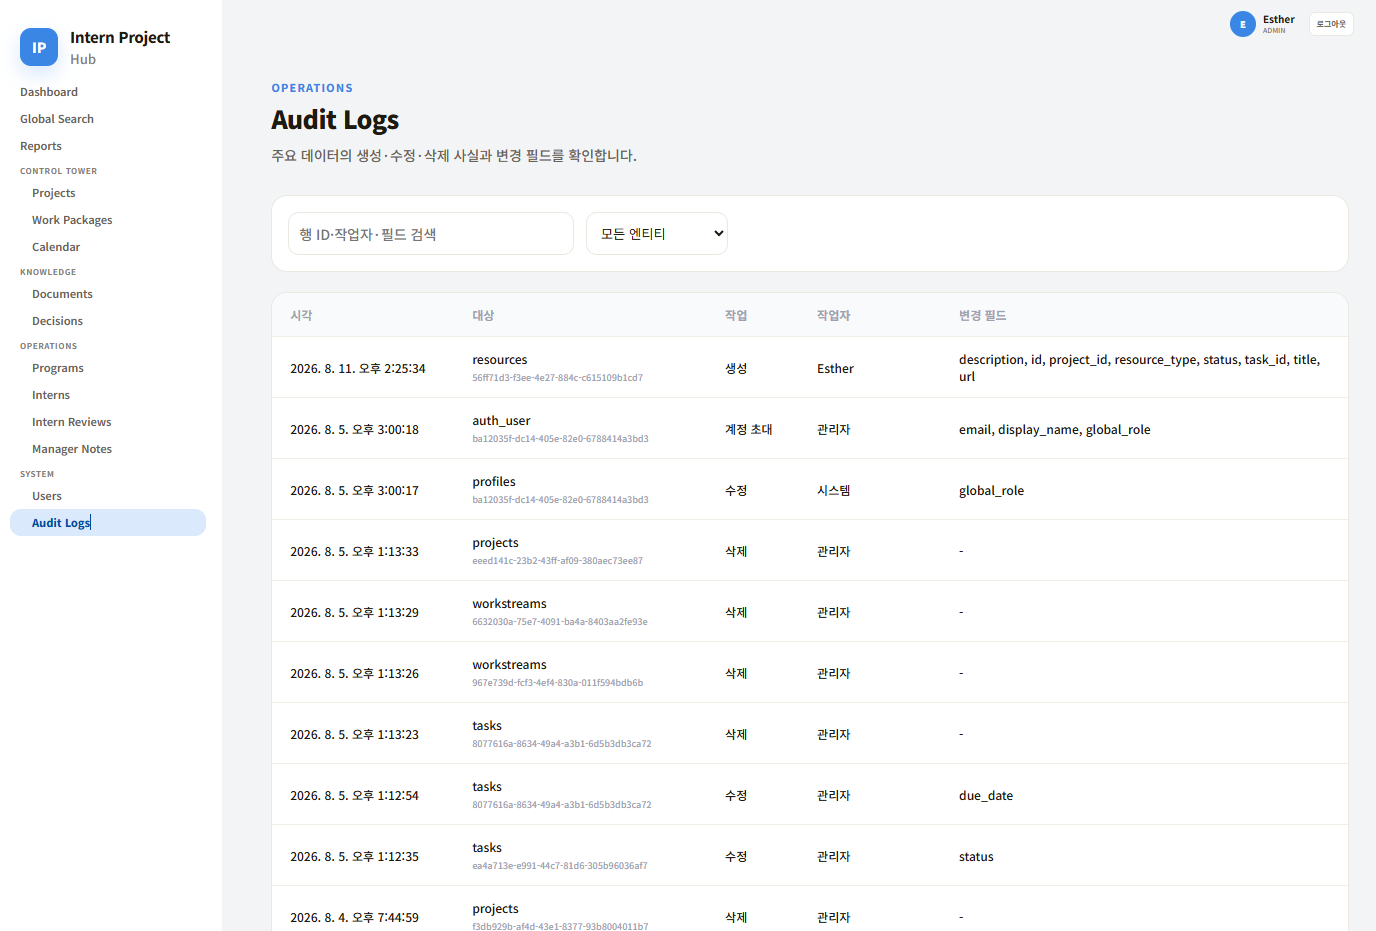 IP
Intern Project
Hub
Dashboard
Global Search
Reports
CONTROL TOWER
Projects
Work Packages
Calendar
KNOWLEDGE
Documents
Decisions
OPERATIONS
Programs
Interns
Intern Reviews
Manager Notes
SYSTEM
Users
Audit Logs
E
Esther
ADMIN
로그아웃
OPERATIONS
Audit Logs
주요 데이터의 생성·수정·삭제 사실과 변경 필드를 확인합니다.
행 ID·작업자·필드 검색
모든 엔티티
시각 대상 작업 작업자 변경 필드
2026. 8. 11. 오후 2:25:34 resources 생성 Esther description, id, project_id, resource_type, status, task_id, title,
56ff71d3-f3ee-4e27-884c-c615109b1cd7 url
2026. 8. 5. 오후 3:00:18 auth_user 계정 초대 관리자 email, display_name, global_role
ba12035f-dc14-405e-82e0-6788414a3bd3
2026. 8. 5. 오후 3:00:17 profiles 수정 시스템 global_role
ba12035f-dc14-405e-82e0-6788414a3bd3
2026. 8. 5. 오후 1:13:33 projects 삭제 관리자 -
eeed141c-23b2-43ff-af09-380aec73ee87
2026. 8. 5. 오후 1:13:29 workstreams 삭제 관리자 -
6632030a-75e7-4091-ba4a-8403aa2fe93e
2026. 8. 5. 오후 1:13:26 workstreams 삭제 관리자 -
967e739d-fcf3-4ef4-830a-011f594bdb6b
2026. 8. 5. 오후 1:13:23 tasks 삭제 관리자 -
8077616a-8634-49a4-a3b1-6d5b3db3ca72
2026. 8. 5. 오후 1:12:54 tasks 수정 관리자 due_date
8077616a-8634-49a4-a3b1-6d5b3db3ca72
2026. 8. 5. 오후 1:12:35 tasks 수정 관리자 status
ea4a713e-e991-44c7-81d6-305b96036af7
2026. 8. 4. 오후 7:44:59 projects 삭제 관리자 -
f3db929b-af4d-43e1-8377-93b8004011b7